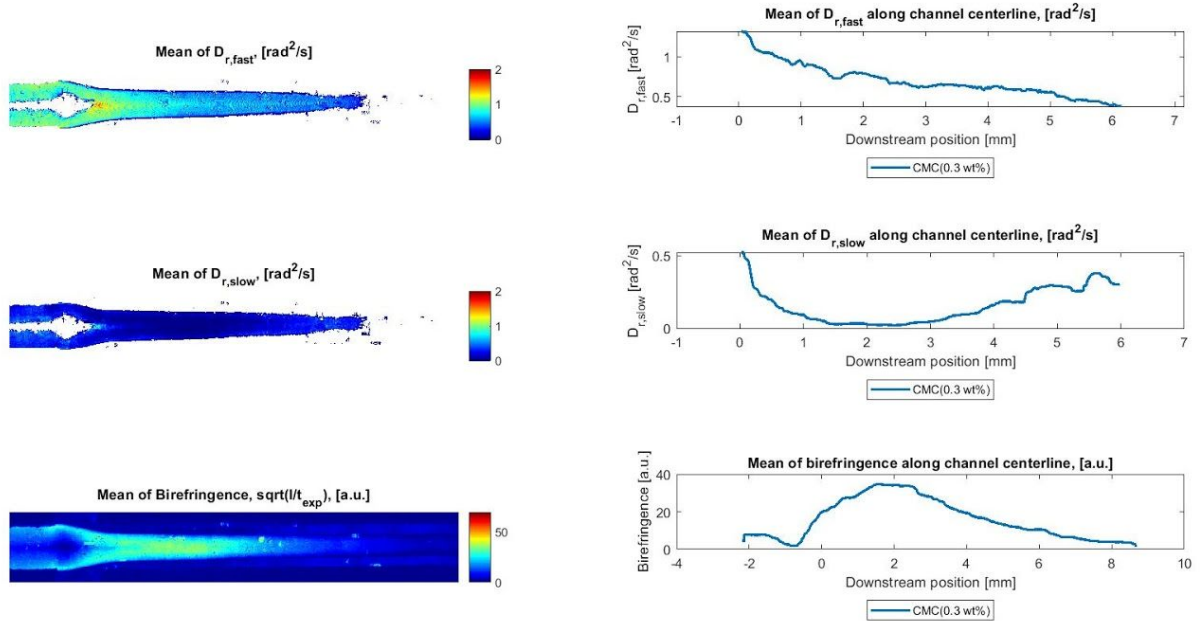 Mean of D_r,fast, [rad²/s]
2
1
0
Mean of D_r,fast along channel centerline, [rad²/s]
D_r,fast [rad²/s]
1
0.5
-1 0 1 2 3 4 5 6 7
Downstream position [mm]
CMC(0.3 wt%)
Mean of D_r,slow, [rad²/s]
2
1
0
Mean of D_r,slow along channel centerline, [rad²/s]
D_r,slow [rad²/s]
0.5
0
-1 0 1 2 3 4 5 6 7
Downstream position [mm]
CMC(0.3 wt%)
Mean of Birefringence, sqrt(I/t_exp), [a.u.]
50
0
Mean of birefringence along channel centerline, [a.u.]
Birefringence [a.u.]
40
20
0
-4 -2 0 2 4 6 8 10
Downstream position [mm]
CMC(0.3 wt%)